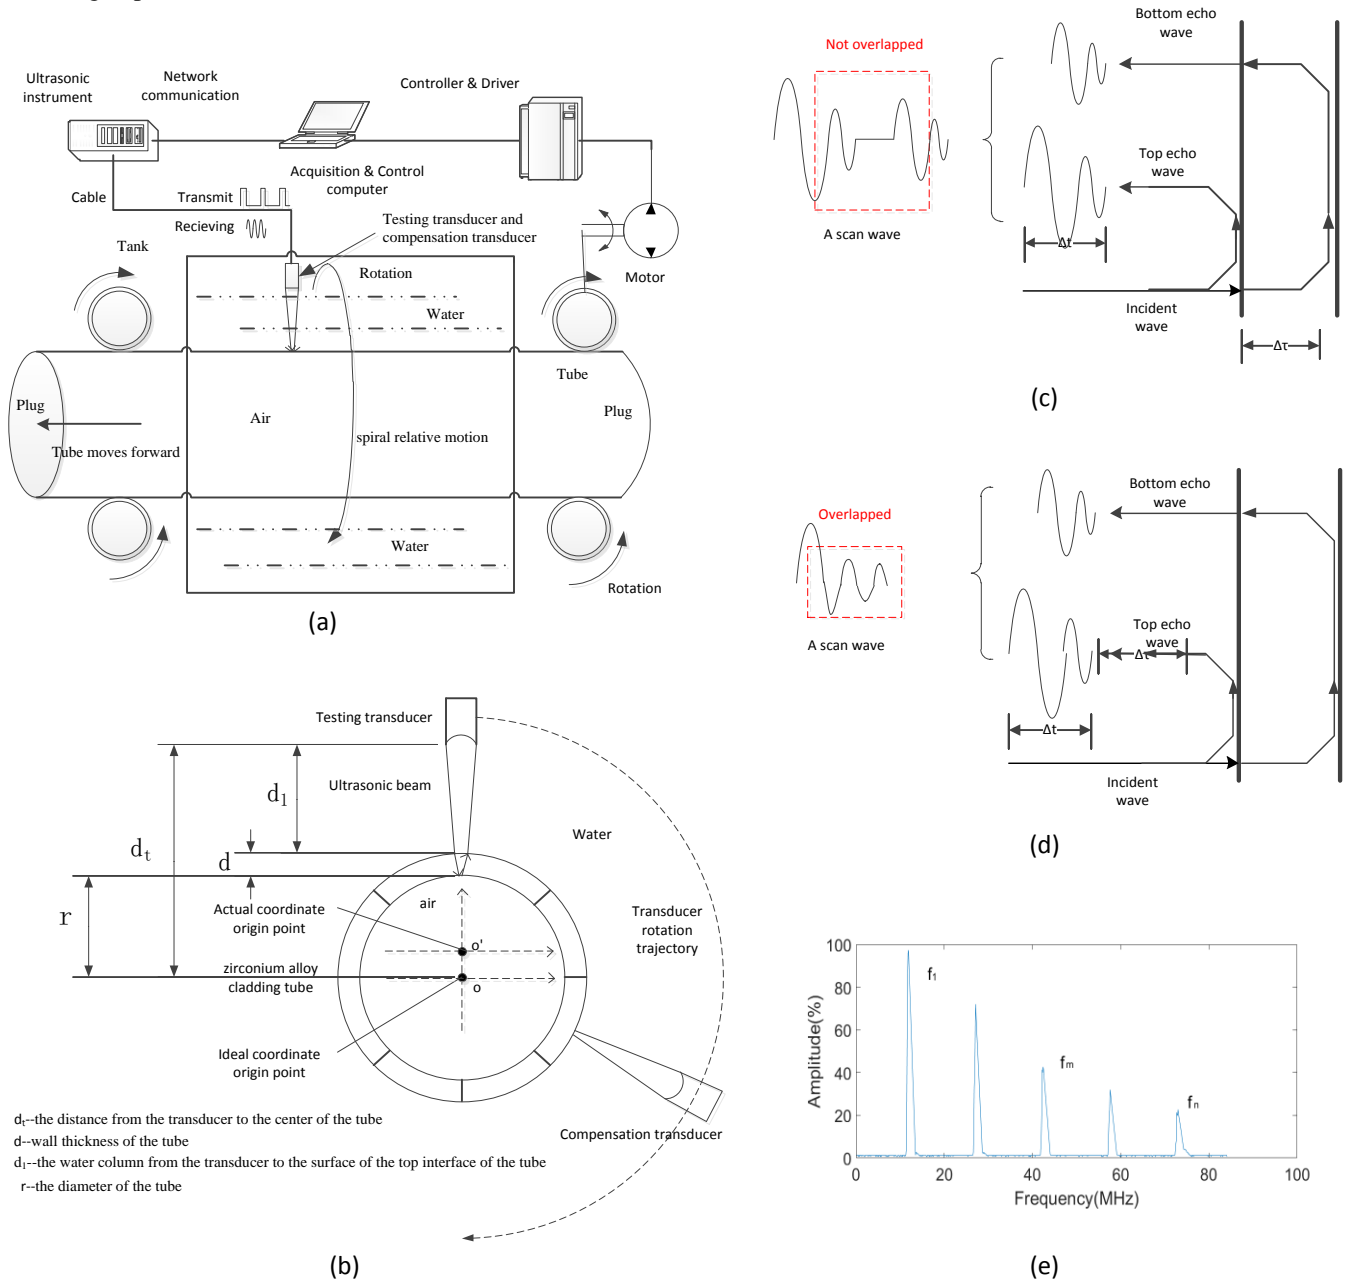 Ultrasonic
instrument
Network
communication
Controller & Driver
Acquisition & Control
computer
Cable
Transmit
Recieving
Testing transducer and
compensation transducer
Tank
Rotation
Motor
Water
Tube
Plug
Air
Plug
Tube moves forward
spiral relative motion
Water
Rotation
(a)
Testing transducer
Ultrasonic beam
d₁
Water
dₜ
d
r
air
Actual coordinate
origin point
Transducer
rotation
trajectory
o'
zirconium alloy
cladding tube
o
Ideal coordinate
origin point
Compensation transducer
dₜ--the distance from the transducer to the center of the tube
d--wall thickness of the tube
d₁--the water column from the transducer to the surface of the top interface of the tube
r--the diameter of the tube
(b)
Bottom echo
wave
Not overlapped
Top echo
wave
A scan wave
Δt
Incident
wave
Δτ
(c)
Bottom echo
wave
Overlapped
Top echo
wave
Δτ
A scan wave
Δt
Incident
wave
(d)
100
80
60
40
20
0
Amplitude(%)
f₁
fₘ
fₙ
0 20 40 60 80 100
Frequency(MHz)
(e)